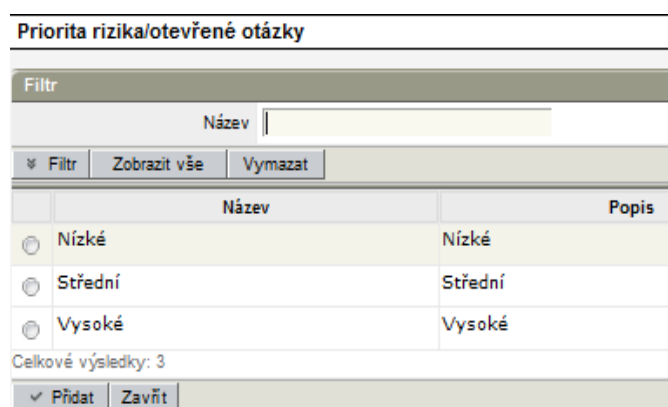 Priorita rizika/otevřené otázky
Filtr
Název
Filtr Zobrazit vše Vymazat
Název Popis
Nízké Nízké
Střední Střední
Vysoké Vysoké
Celkové výsledky: 3
Přidat Zavřít